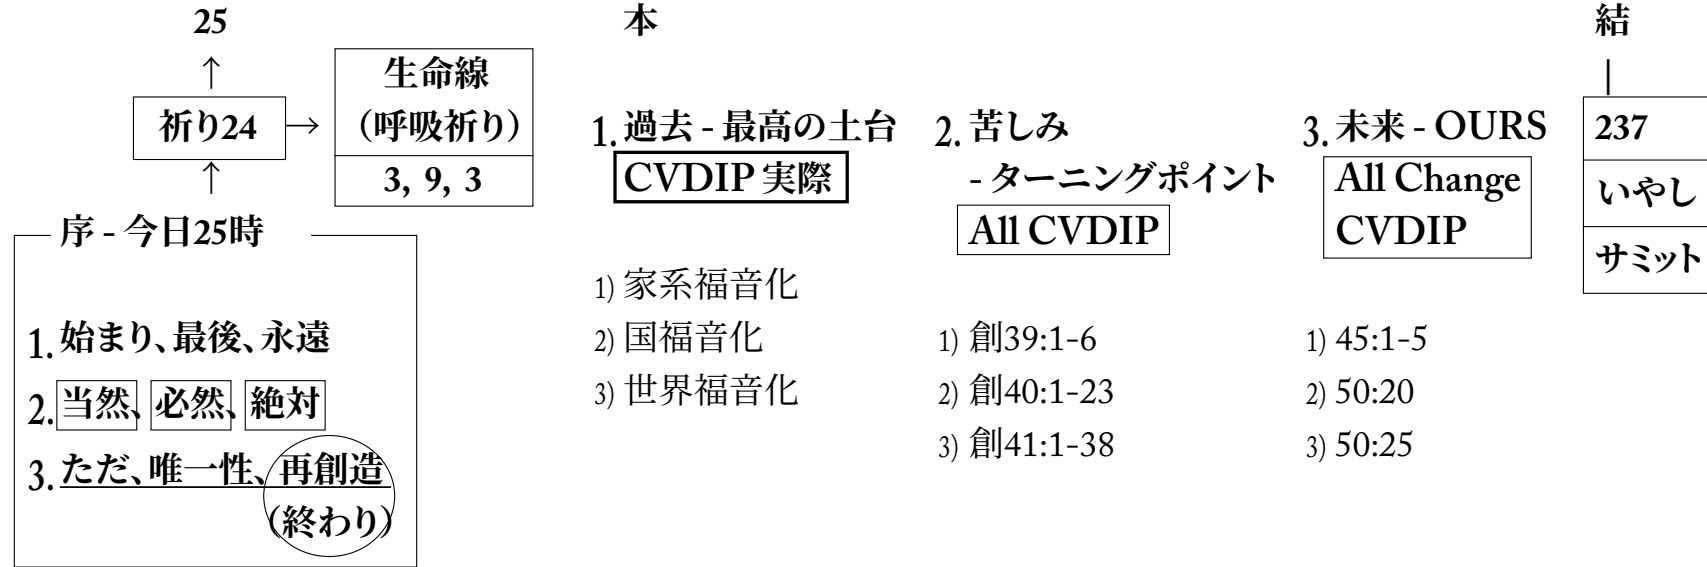 25
↑
祈り24 →
生命線
（呼吸祈り）
3, 9, 3
↑
序 - 今日25時
1. 始まり、最後、永遠
2. 当然、必然、絶対
3. ただ、唯一性、再創造
（終わり）
本
1. 過去 - 最高の土台
CVDIP 実際
1) 家系福音化
2) 国福音化
3) 世界福音化
2. 苦しみ
- ターニングポイント
All CVDIP
1) 創39:1-6
2) 創40:1-23
3) 創41:1-38
3. 未来 - OURS
All Change
CVDIP
1) 45:1-5
2) 50:20
3) 50:25
結
237
いやし
サミット